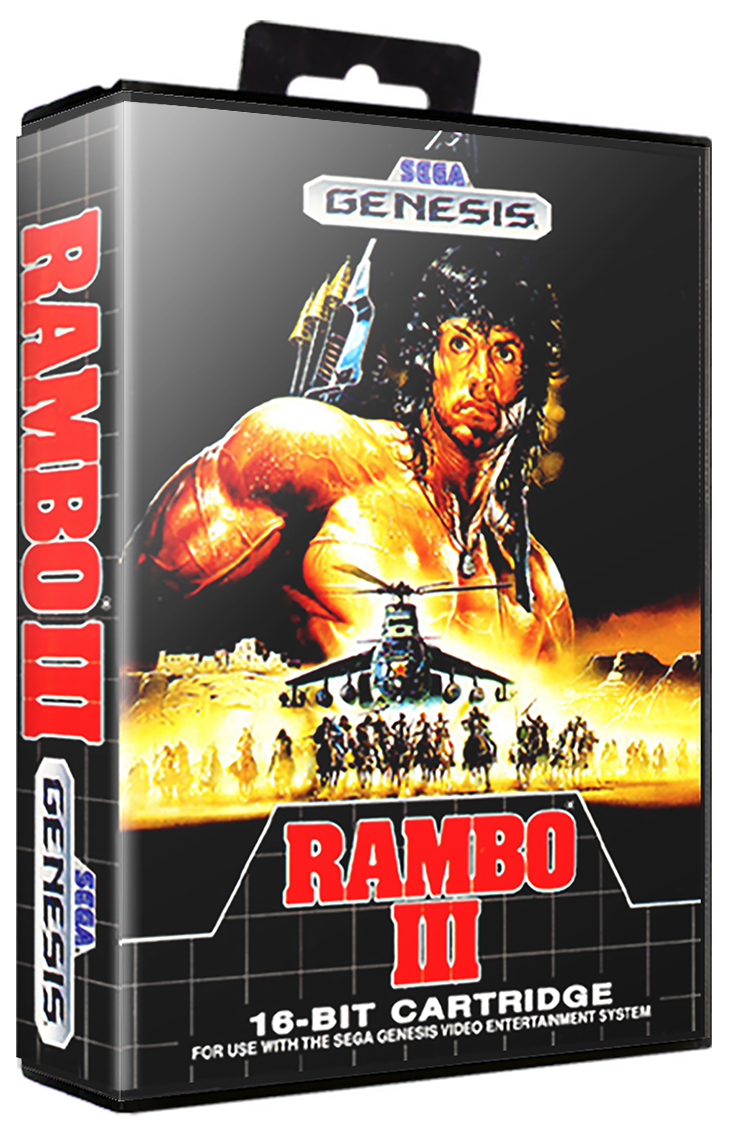 SEGA
GENESIS
RAMBO
III
16-BIT CARTRIDGE
FOR USE WITH THE SEGA GENESIS VIDEO ENTERTAINMENT SYSTEM
RAMBO III
SEGA
GENESIS